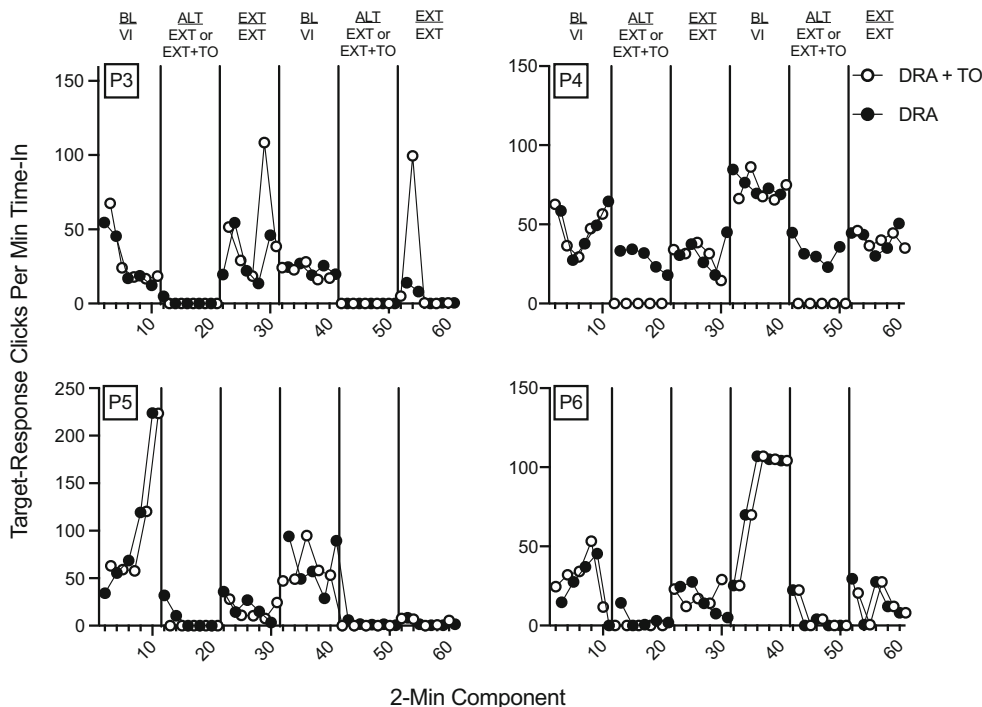 BL ALT EXT BL ALT EXT BL ALT EXT BL ALT EXT
VI EXT or EXT VI EXT or EXT VI EXT or EXT VI EXT or EXT
EXT+TO EXT+TO EXT+TO EXT+TO
P3
150
100
50
0
10 20 30 40 50 60
P4
150
100
50
0
10 20 30 40 50 60
DRA + TO
DRA
P5
250
200
150
100
50
0
10 20 30 40 50 60
P6
150
100
50
0
10 20 30 40 50 60
Target-Response Clicks Per Min Time-In
2-Min Component